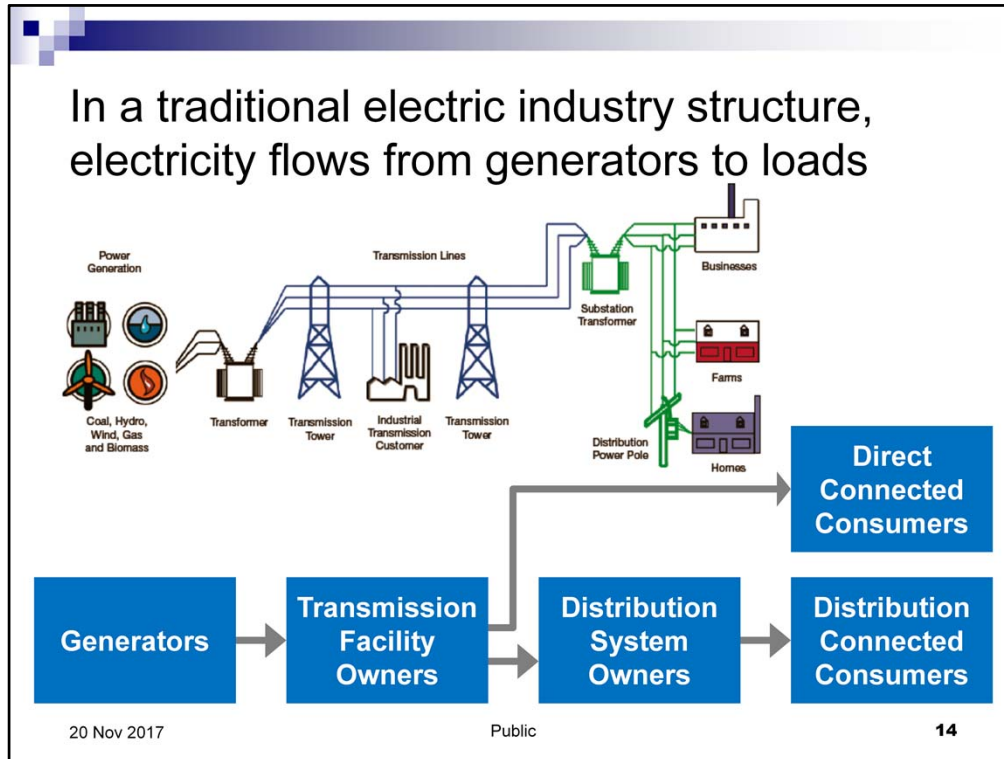 In a traditional electric industry structure,
electricity flows from generators to loads
Power
Generation
Coal, Hydro,
Wind, Gas
and Biomass
Transformer
Transmission Lines
Transmission
Tower
Industrial
Transmission
Customer
Transmission
Tower
Substation
Transformer
Distribution
Power Pole
Businesses
Farms
Homes
Direct
Connected
Consumers
Generators
Transmission
Facility
Owners
Distribution
System
Owners
Distribution
Connected
Consumers
20 Nov 2017
Public
14